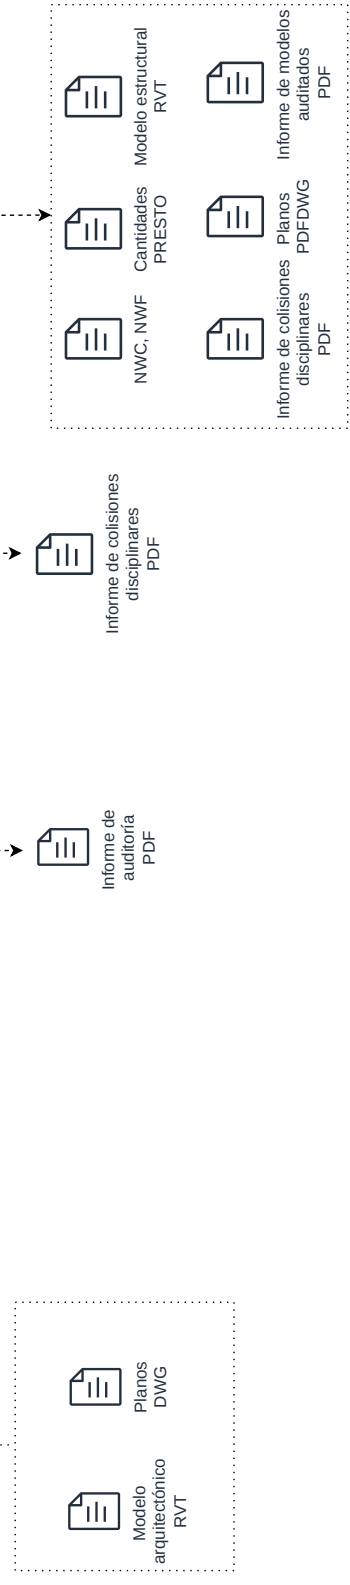 Modelo
arquitectónico
RVT
Planos
DWG
Informe de
auditoría
PDF
Informe de colisiones
disciplinares
PDF
NWC, NWF
Cantidades
PRESTO
Modelo estructural
RVT
Informe de colisiones
disciplinares
PDF
Planos
PDFDWG
Informe de modelos
auditados
PDF